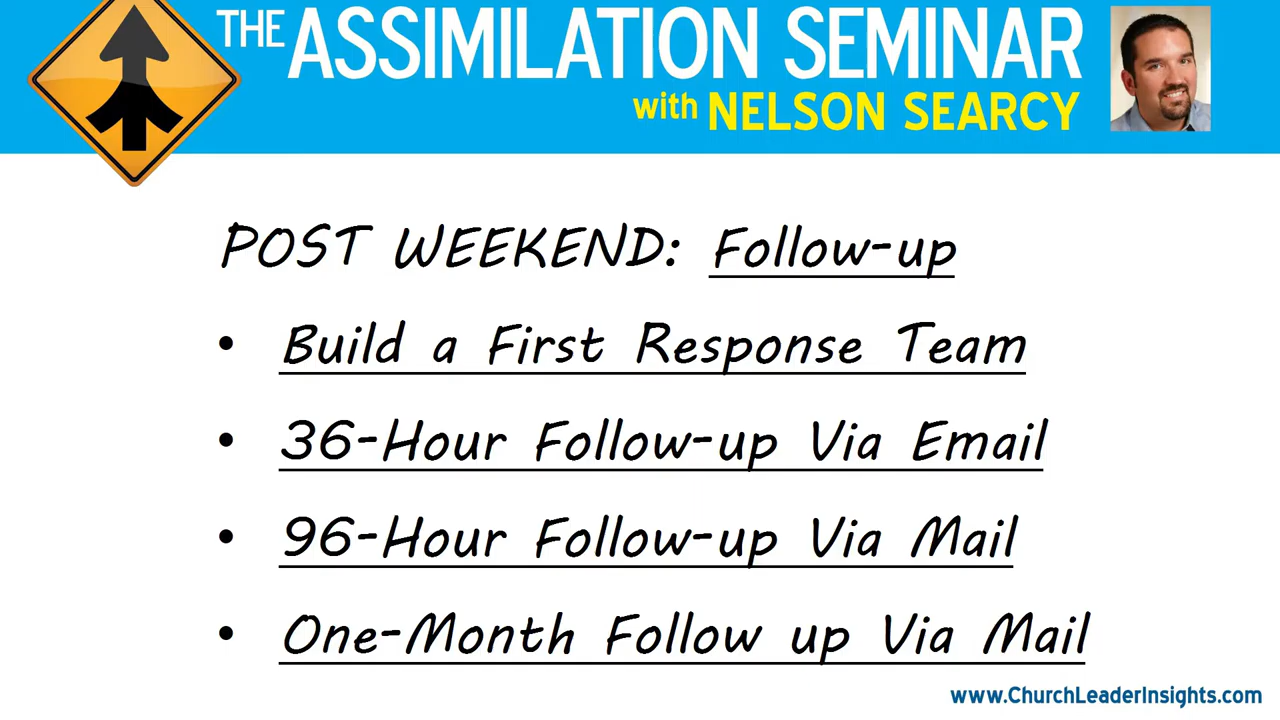 THE ASSIMILATION SEMINAR
with NELSON SEARCY
POST WEEKEND: Follow-up
• Build a First Response Team
• 36-Hour Follow-up Via Email
• 96-Hour Follow-up Via Mail
• One-Month Follow up Via Mail
www.ChurchLeaderInsights.com